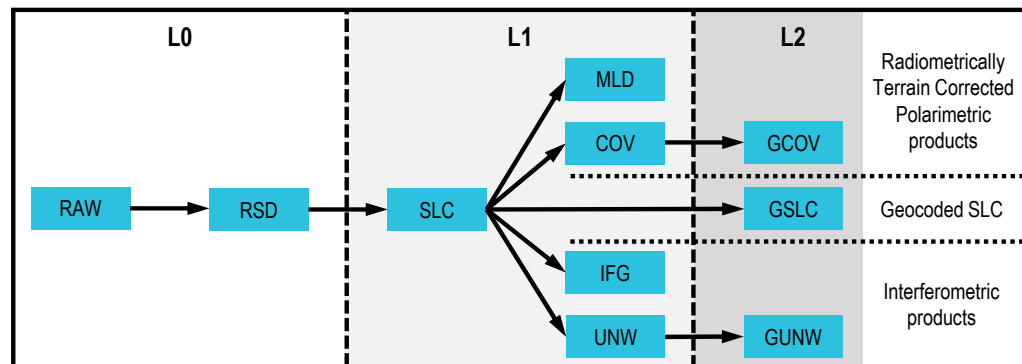 L0
L1
L2
Radiometrically
Terrain Corrected
Polarimetric
products
MLD
COV
GCOV
RAW
RSD
SLC
GSLC
Geocoded SLC
IFG
Interferometric
products
UNW
GUNW